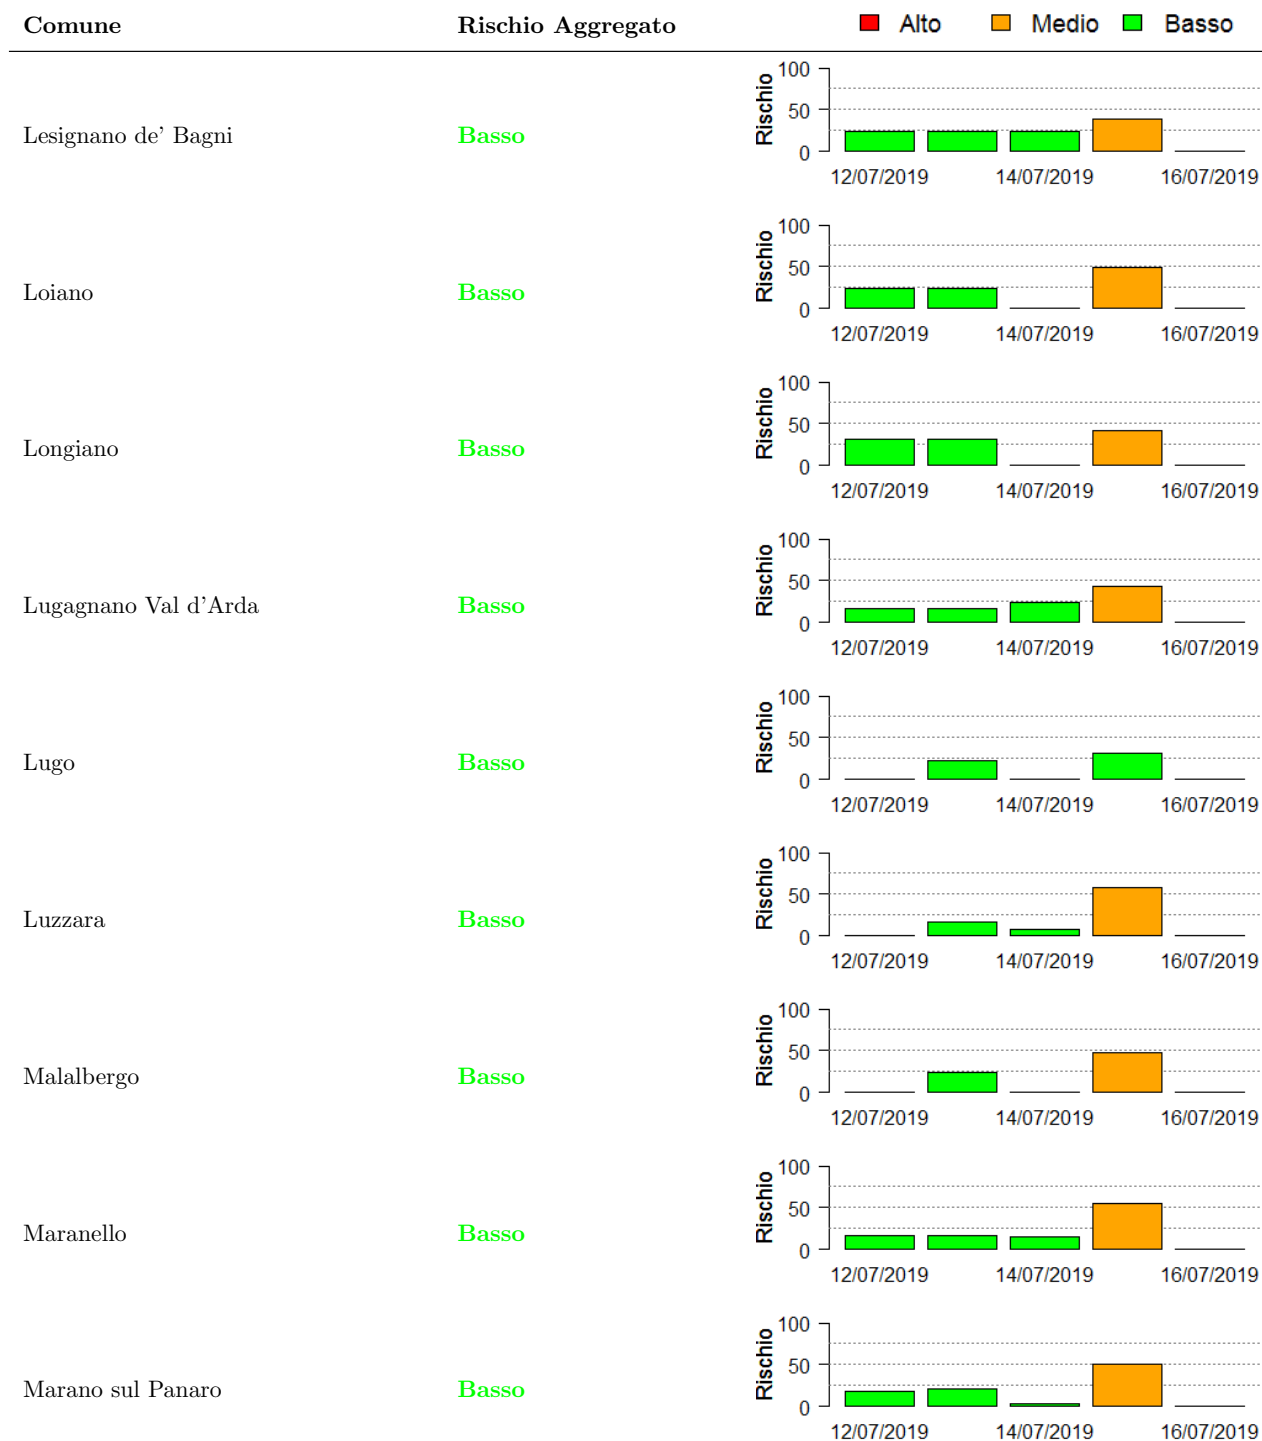 Comune Rischio Aggregato Alto Medio Basso
Lesignano de' Bagni Basso Rischio 100 50 0
12/07/2019 14/07/2019 16/07/2019
Loiano Basso Rischio 100 50 0
12/07/2019 14/07/2019 16/07/2019
Longiano Basso Rischio 100 50 0
12/07/2019 14/07/2019 16/07/2019
Lugagnano Val d'Arda Basso Rischio 100 50 0
12/07/2019 14/07/2019 16/07/2019
Lugo Basso Rischio 100 50 0
12/07/2019 14/07/2019 16/07/2019
Luzzara Basso Rischio 100 50 0
12/07/2019 14/07/2019 16/07/2019
Malalbergo Basso Rischio 100 50 0
12/07/2019 14/07/2019 16/07/2019
Maranello Basso Rischio 100 50 0
12/07/2019 14/07/2019 16/07/2019
Marano sul Panaro Basso Rischio 100 50 0
12/07/2019 14/07/2019 16/07/2019